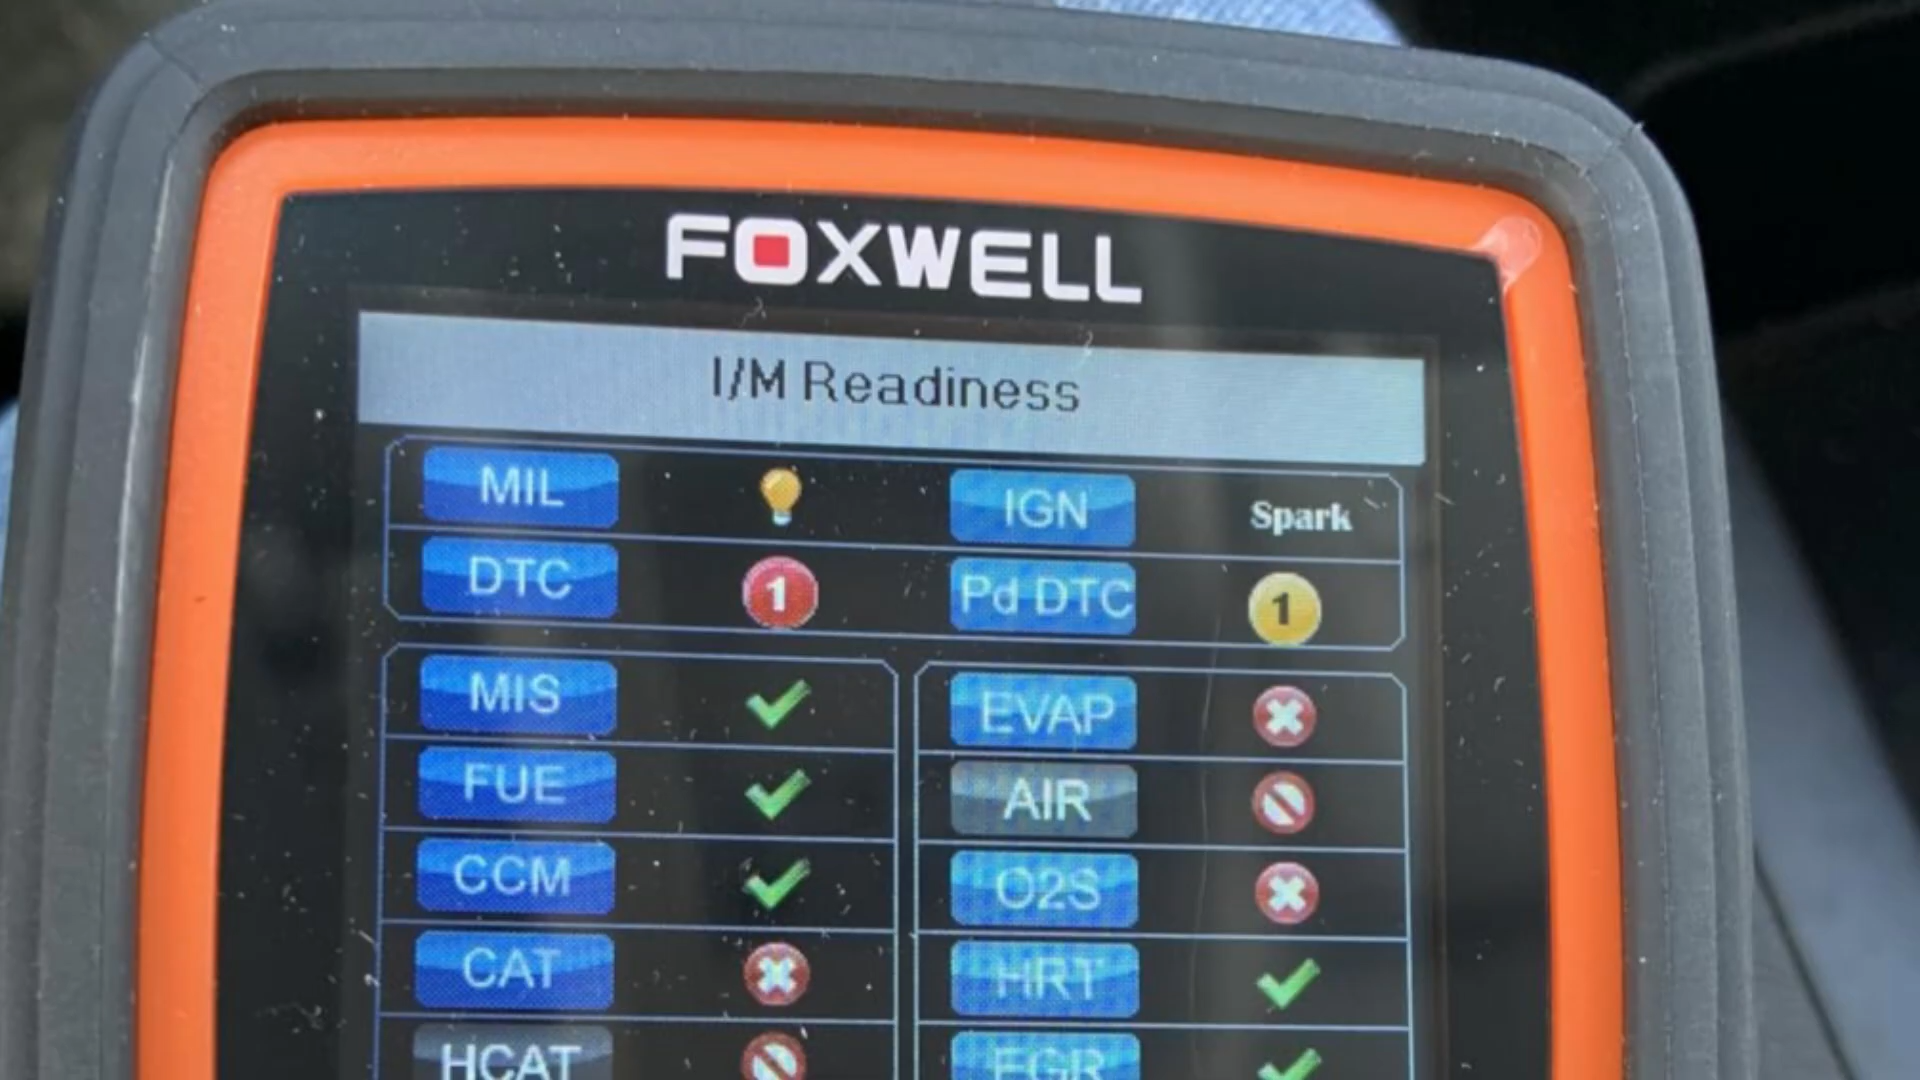 FOXWELL
I/M Readiness
MIL IGN Spark
DTC 1 Pd DTC 1
MIS EVAP
FUE AIR
CCM O2S
CAT HRT
HCAT EGR